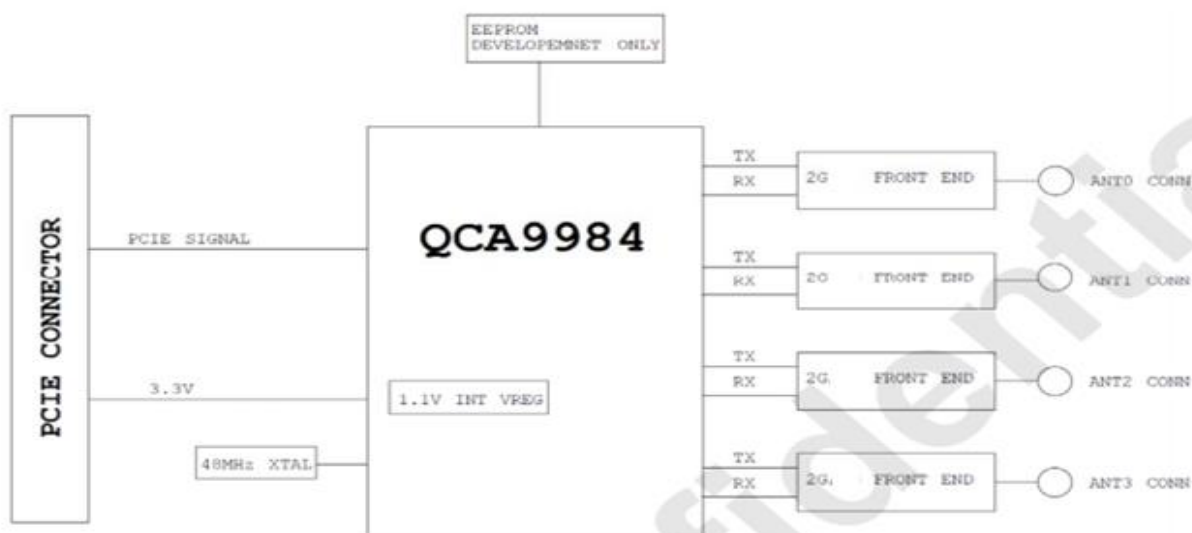 EEPROM
DEVELOPEMNET ONLY
PCIE CONNECTOR
PCIE SIGNAL
3.3V
48MHz XTAL
QCA9984
1.1V INT VREG
TX
RX
2G FRONT END
ANT0 CONN
TX
RX
2G FRONT END
ANT1 CONN
TX
RX
2G. FRONT END
ANT2 CONN
TX
RX
2G. FRONT END
ANT3 CONN